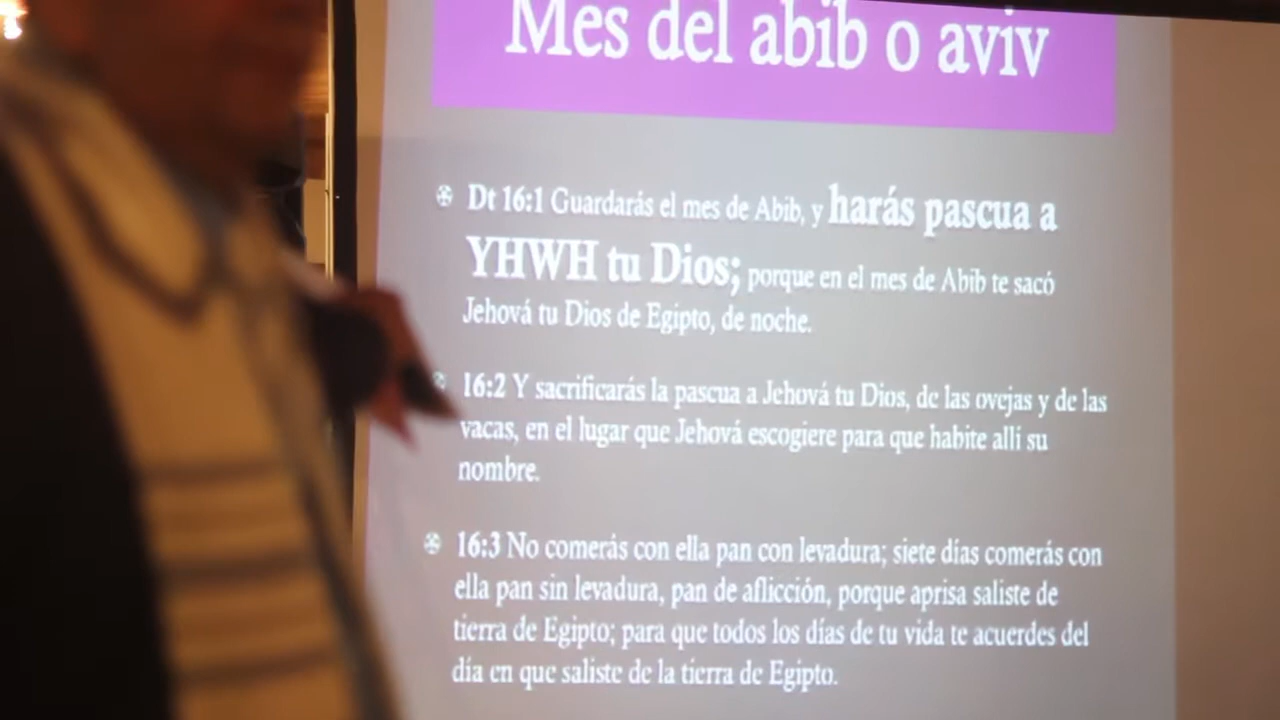 Mes del abib o aviv
Dt 16:1 Guardarás el mes de Abib, y harás pascua a
YHWH tu Dios; porque en el mes de Abib te sacó
Jehová tu Dios de Egipto, de noche.
16:2 Y sacrificarás la pascua a Jehová tu Dios, de las ovejas y de las
vacas, en el lugar que Jehová escogiere para que habite allí su
nombre.
16:3 No comerás con ella pan con levadura; siete días comerás con
ella pan sin levadura, pan de aflicción, porque aprisa saliste de
tierra de Egipto; para que todos los días de tu vida te acuerdes del
día en que saliste de la tierra de Egipto.